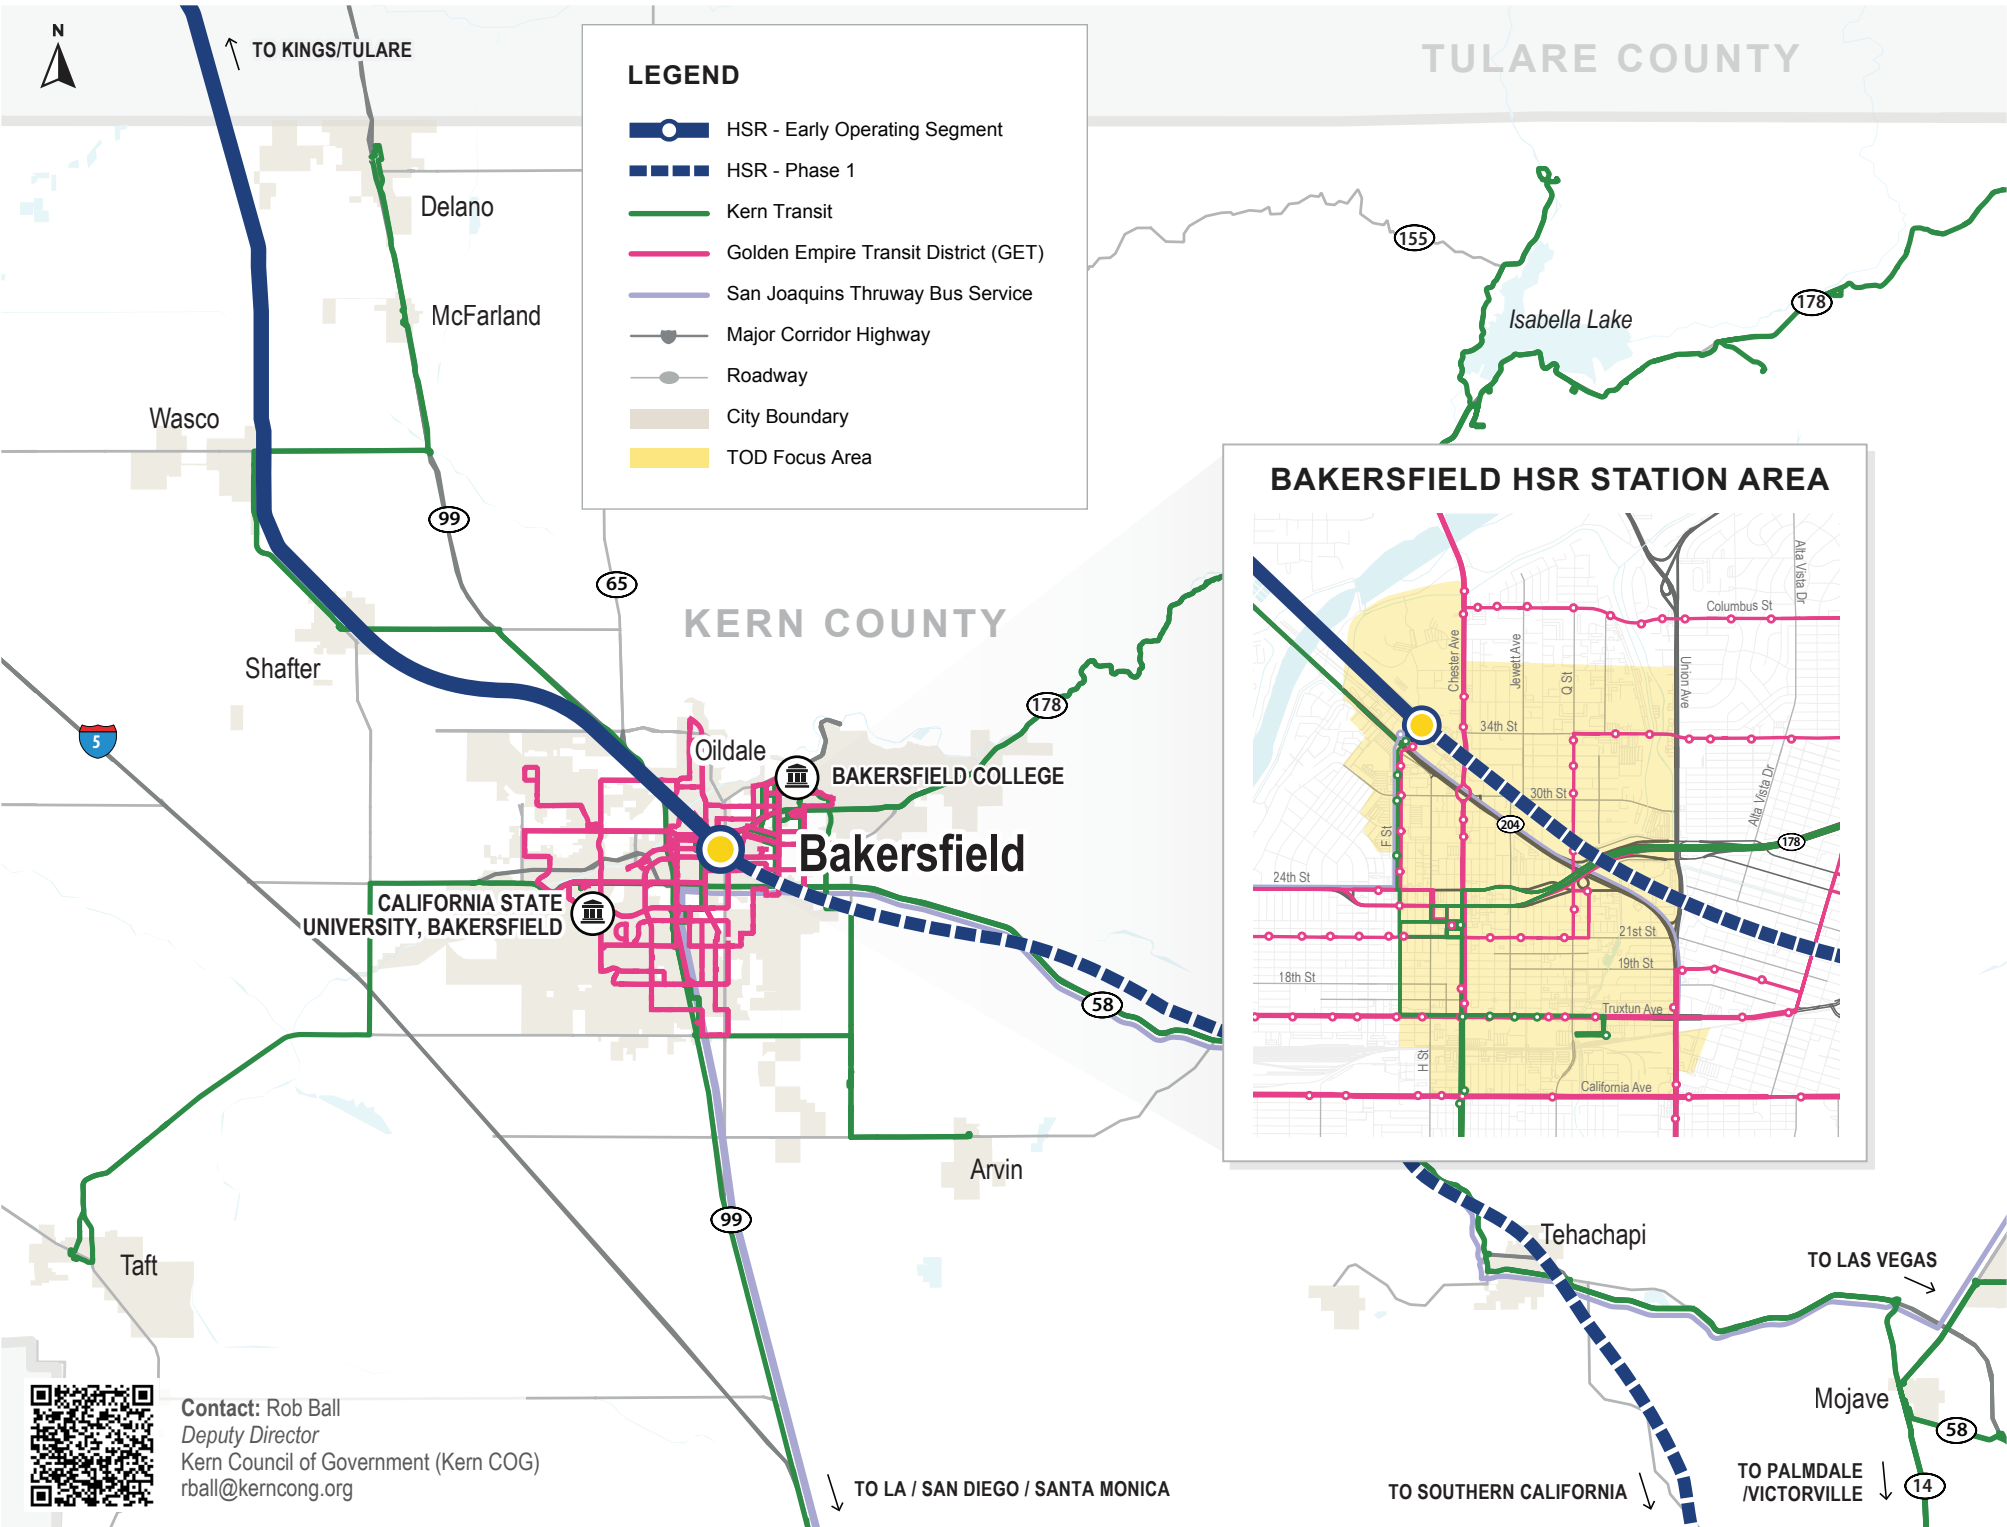 N
TO KINGS/TULARE
TULARE COUNTY
LEGEND
HSR - Early Operating Segment
HSR - Phase 1
Kern Transit
Golden Empire Transit District (GET)
San Joaquins Thruway Bus Service
Major Corridor Highway
Roadway
City Boundary
TOD Focus Area
Delano
McFarland
Wasco
99
65
155
178
Isabella Lake
KERN COUNTY
Shafter
5
178
Oildale
BAKERSFIELD COLLEGE
Bakersfield
CALIFORNIA STATE
UNIVERSITY, BAKERSFIELD
58
Arvin
99
Taft
BAKERSFIELD HSR STATION AREA
Alta Vista Dr
Columbus St
Chester Ave
Jewett Ave
Q St
Union Ave
34th St
30th St
Alta Vista Dr
204
178
F St
24th St
21st St
19th St
18th St
Truxtun Ave
H St
California Ave
Tehachapi
TO LAS VEGAS
Mojave
58
TO PALMDALE
/VICTORVILLE
14
TO SOUTHERN CALIFORNIA
TO LA / SAN DIEGO / SANTA MONICA
Contact: Rob Ball
Deputy Director
Kern Council of Government (Kern COG)
rball@kerncong.org